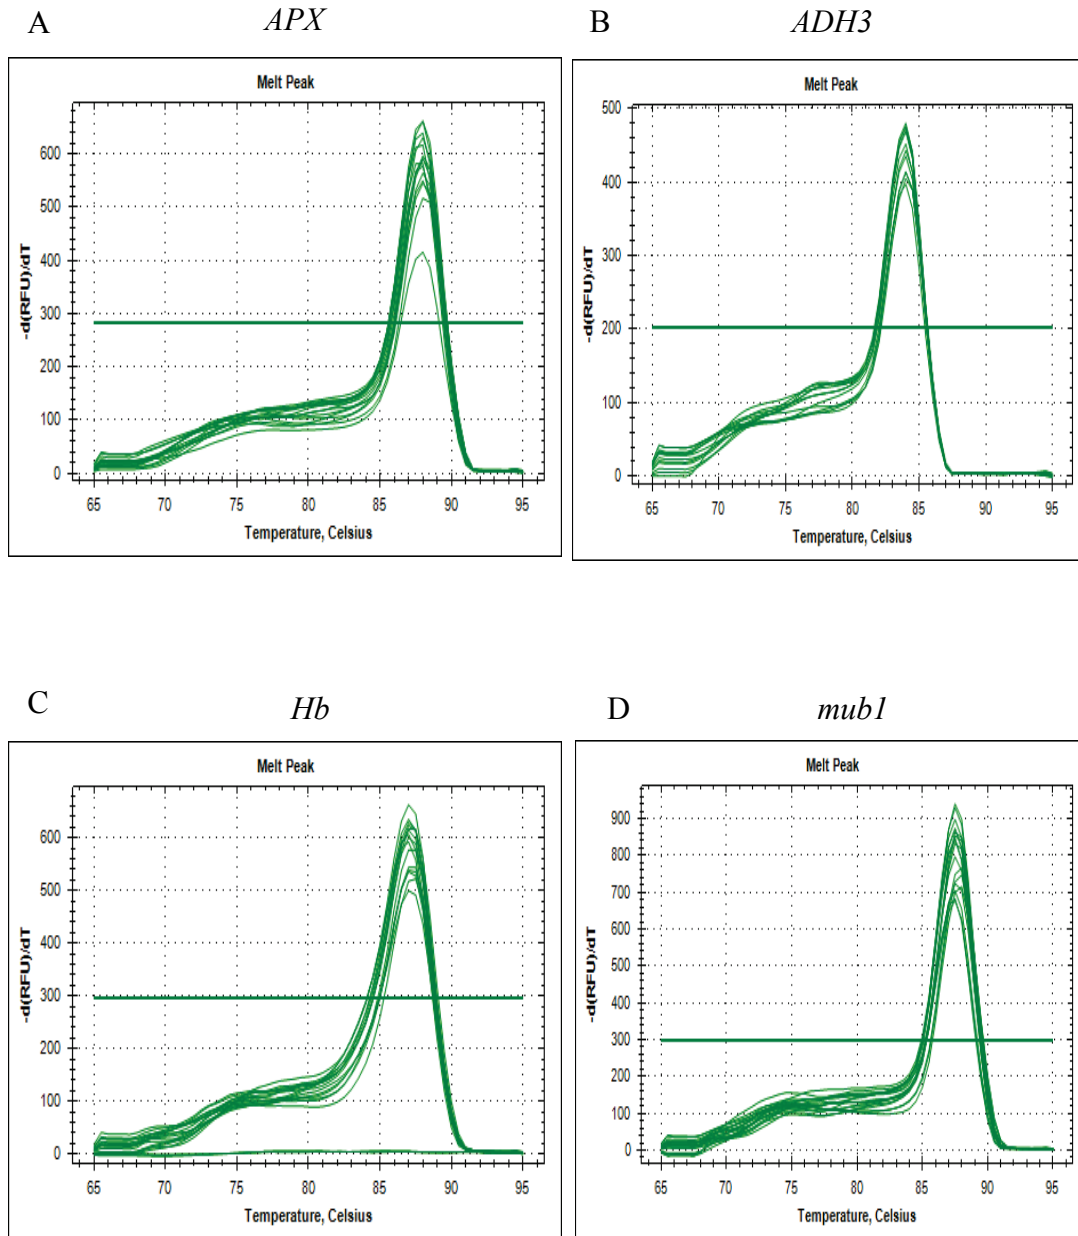 A
APX
B
ADH3
Melt Peak
600
500
400
300
200
100
0
-d(RFU)/dT
65 70 75 80 85 90 95
Temperature, Celsius
Melt Peak
500
400
300
200
100
0
-d(RFU)/dT
65 70 75 80 85 90 95
Temperature, Celsius
C
Hb
D
mub1
Melt Peak
600
500
400
300
200
100
0
-d(RFU)/dT
65 70 75 80 85 90 95
Temperature, Celsius
Melt Peak
900
800
700
600
500
400
300
200
100
0
-d(RFU)/dT
65 70 75 80 85 90 95
Temperature, Celsius